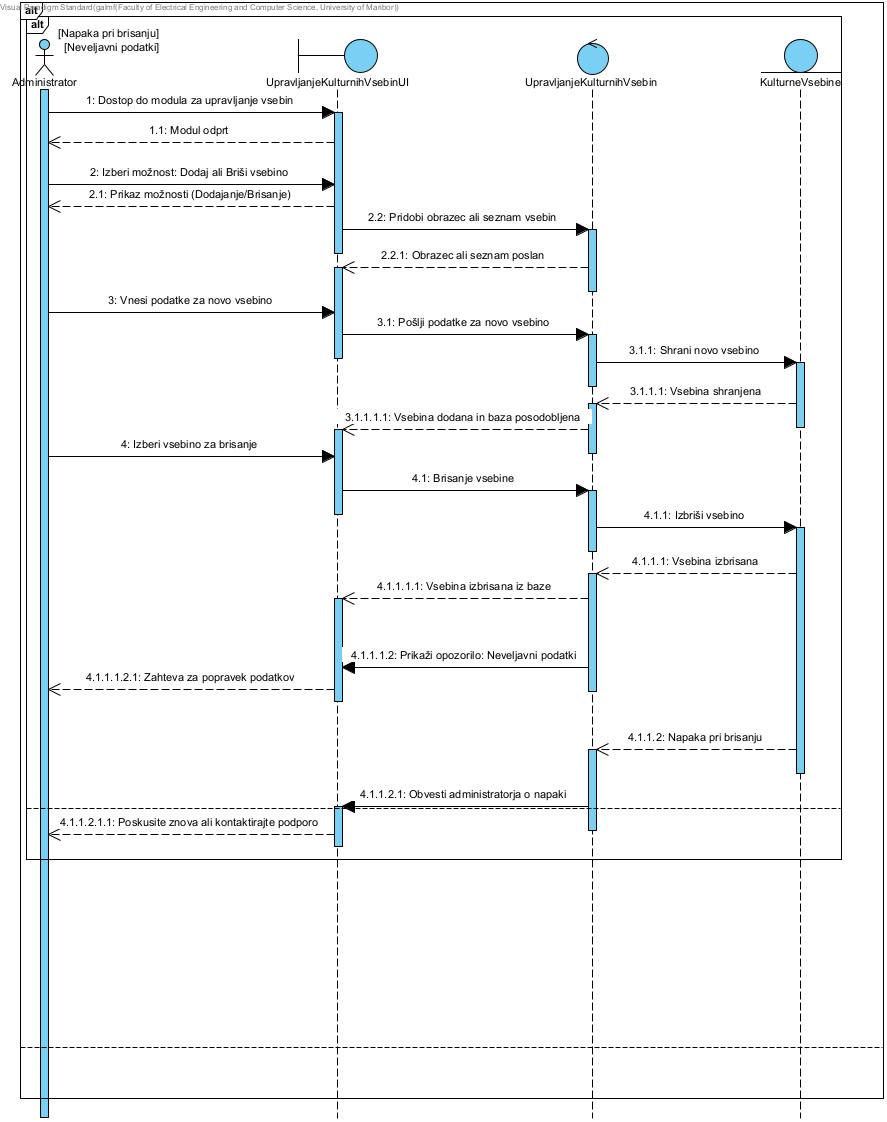 Visual Paradigm Standard(galmf(Faculty of Electrical Engineering and Computer Science, University of Maribor))
alt
alt
[Napaka pri brisanju]
[Neveljavni podatki]
Administrator
UpravljanjeKulturnihVsebinUI
UpravljanjeKulturnihVsebin
KulturneVsebine
1: Dostop do modula za upravljanje vsebin
1.1: Modul odprt
2: Izberi možnost: Dodaj ali Briši vsebino
2.1: Prikaz možnosti (Dodajanje/Brisanje)
2.2: Pridobi obrazec ali seznam vsebin
2.2.1: Obrazec ali seznam poslan
3: Vnesi podatke za novo vsebino
3.1: Pošlji podatke za novo vsebino
3.1.1: Shrani novo vsebino
3.1.1.1: Vsebina shranjena
3.1.1.1.1: Vsebina dodana in baza posodobljena
4: Izberi vsebino za brisanje
4.1: Brisanje vsebine
4.1.1: Izbriši vsebino
4.1.1.1: Vsebina izbrisana
4.1.1.1.1: Vsebina izbrisana iz baze
4.1.1.1.2: Prikaži opozorilo: Neveljavni podatki
4.1.1.1.2.1: Zahteva za popravek podatkov
4.1.1.2: Napaka pri brisanju
4.1.1.2.1: Obvesti administratorja o napaki
4.1.1.2.1.1: Poskusite znova ali kontaktirajte podporo